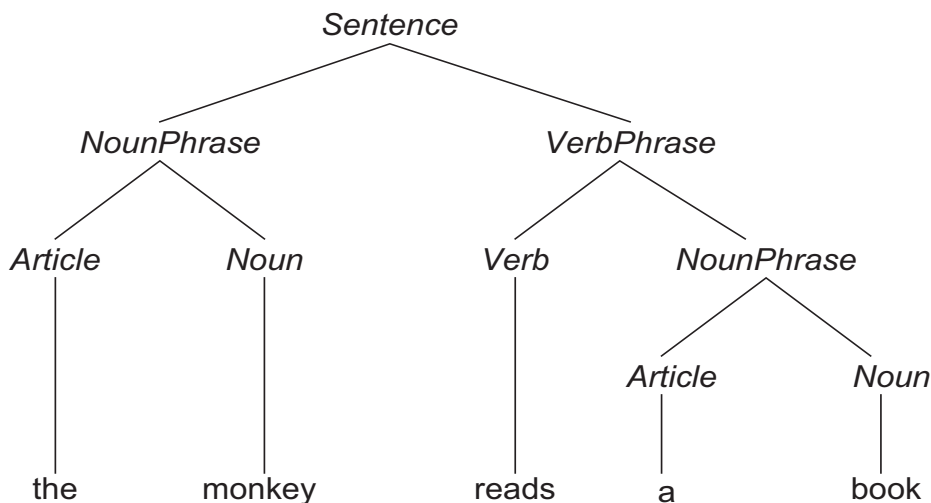 Sentence
NounPhrase VerbPhrase
Article Noun Verb NounPhrase
Article Noun
the monkey reads a book